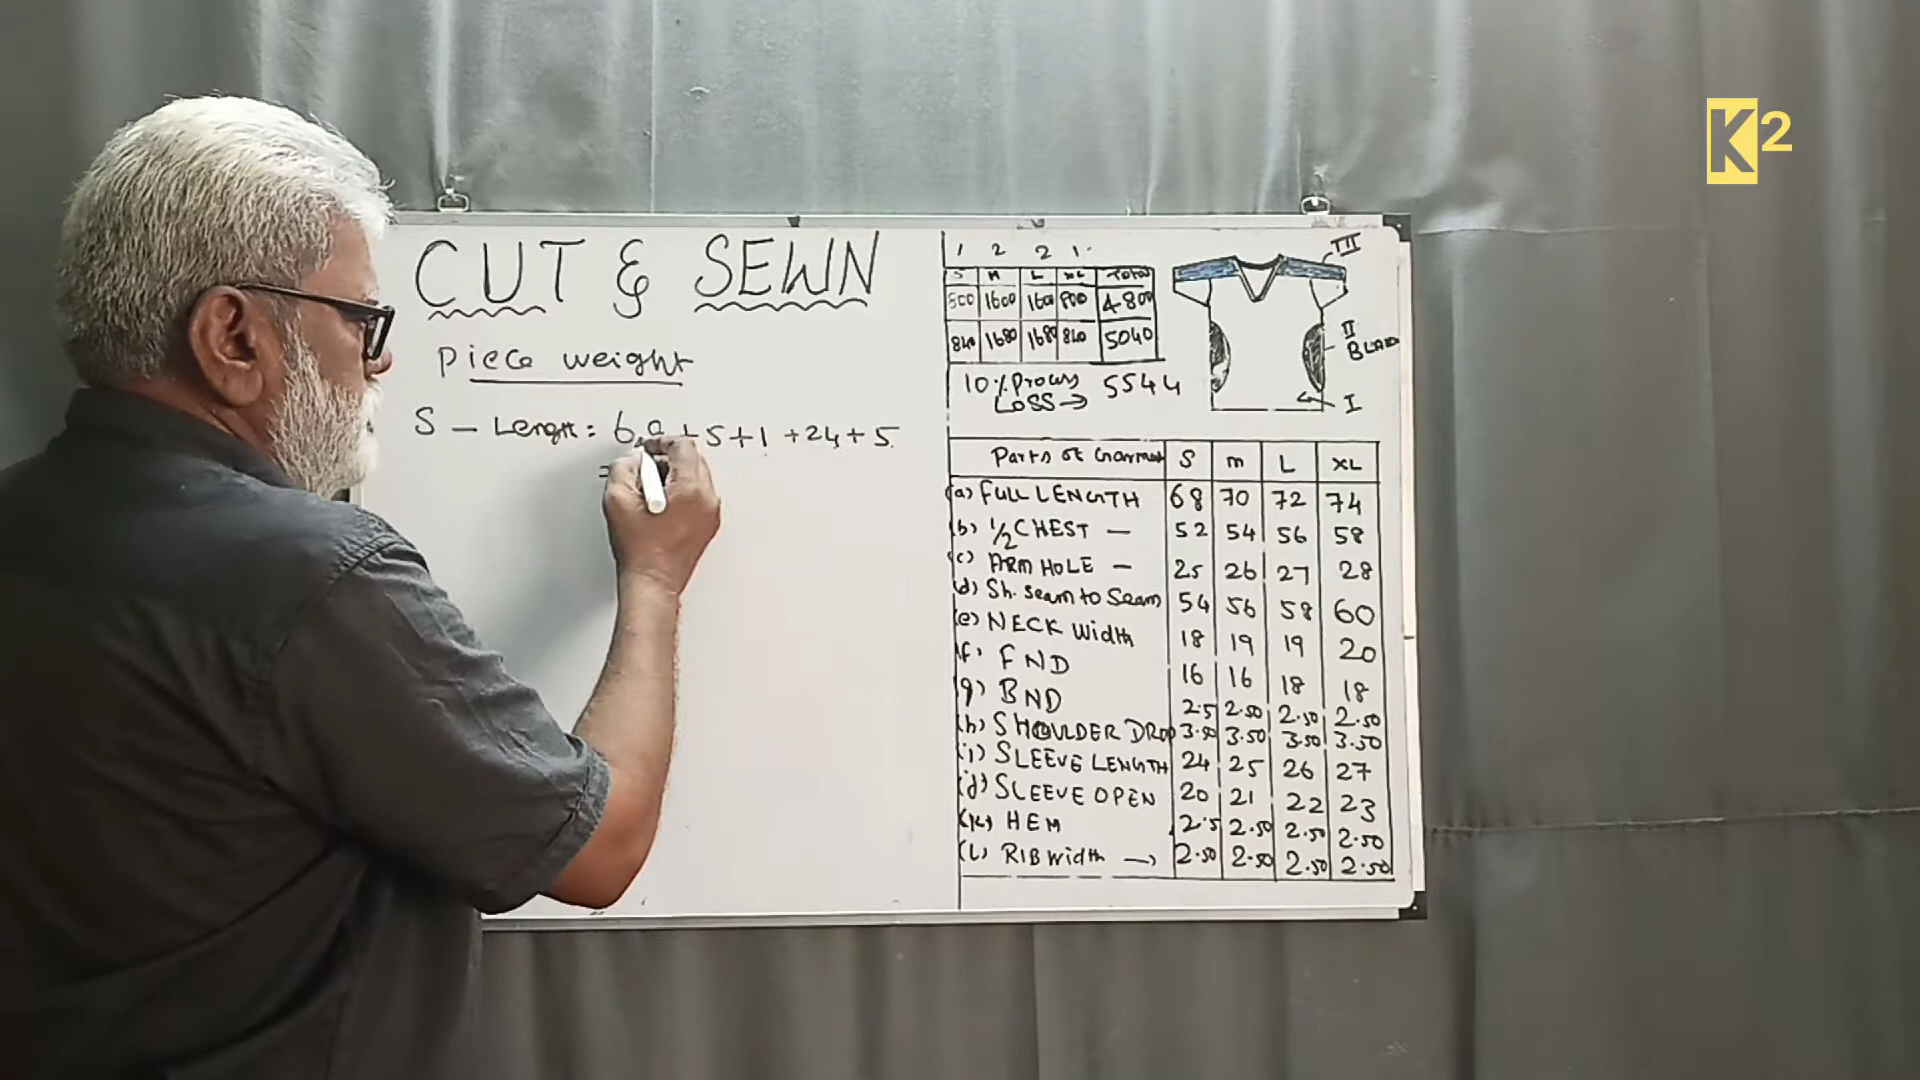 K2
CUT & SEWN
Piece weight
S - Length = 68 + 5 + 1 + 24 + 5
=
1 2 2 1
S M L XL Total
800 1600 1600 800 4800
840 1680 1680 840 5040
10% Process Loss → 5544
III
II
BLACK
I
Parts of Garment S m L XL
(a) FULL LENGTH 68 70 72 74
(b) 1/2 CHEST - 52 54 56 58
(c) ARM HOLE - 25 26 27 28
(d) Sh. Seam to Seam 54 56 58 60
(e) NECK Width 18 19 19 20
(f) FND 16 16 18 18
(g) BND 2.5 2.50 2.50 2.50
(h) SHOULDER DROP 3.50 3.50 3.50 3.50
(i) SLEEVE LENGTH 24 25 26 27
(j) SLEEVE OPEN 20 21 22 23
(k) HEM 2.5 2.50 2.50 2.50
(L) RIB Width → 2.50 2.50 2.50 2.50